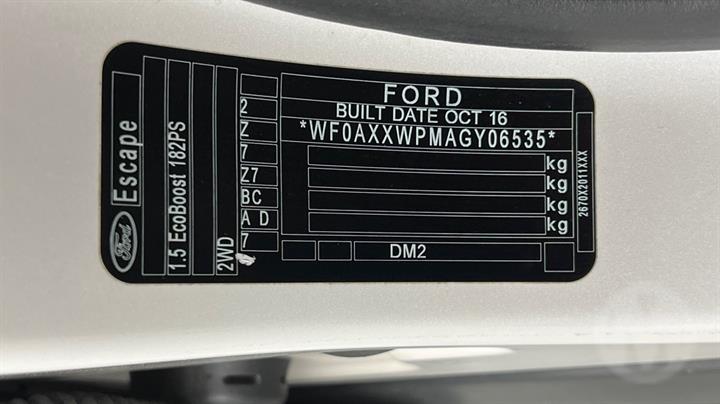 Ford
Escape
1.5 EcoBoost 182PS
2WD
2
Z
7
Z7
BC
A D
7
FORD
BUILT DATE OCT 16
*WF0AXXWPMAGY06535*
kg
kg
kg
kg
DM2
2670X2011XXX